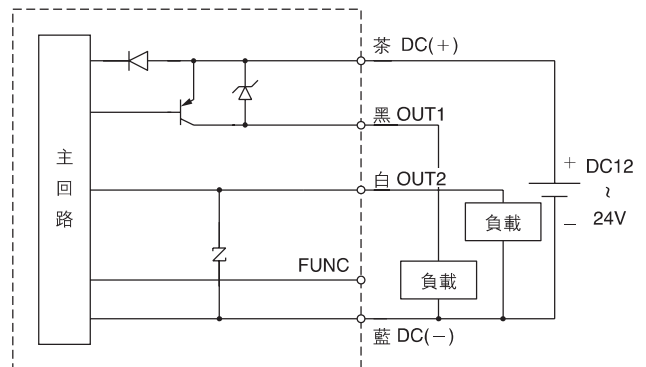 茶 DC(+)
黒 OUT1
主回路
白 OUT2
+ DC12
~
- 24V
負載
FUNC
負載
藍 DC(-)